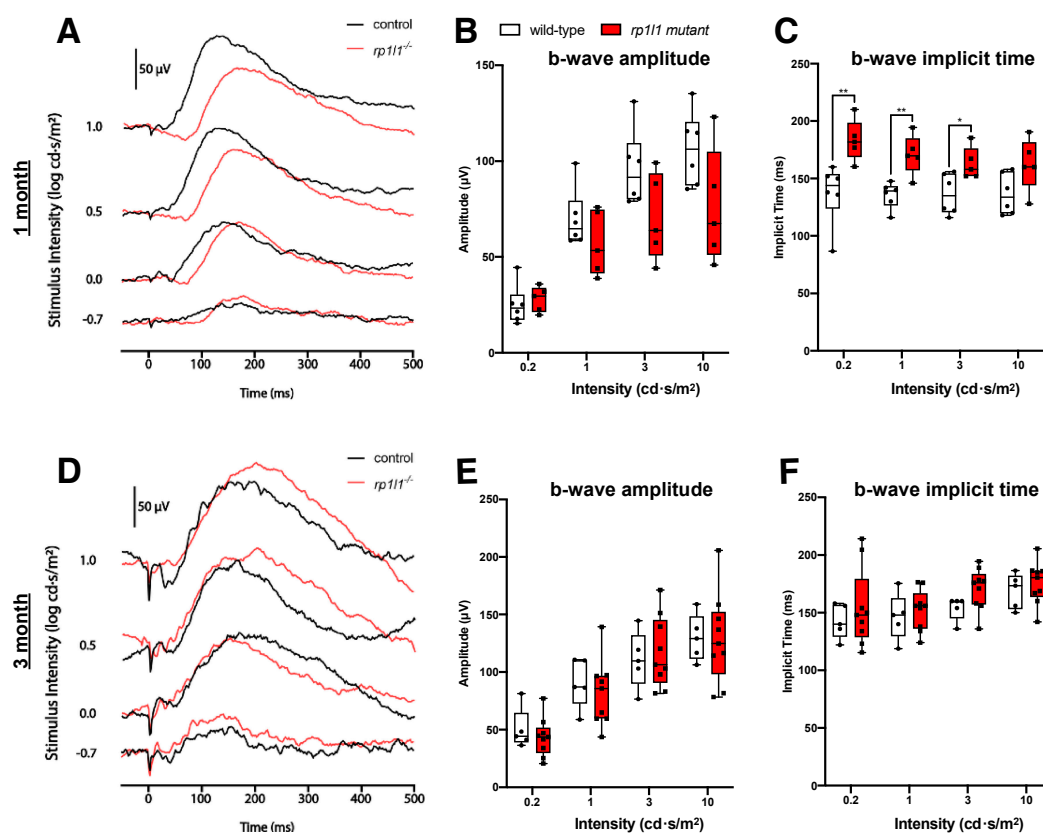 A
control
rp1l1-/-
50 µV
1 month
Stimulus Intensity (log cd·s/m²)
1.0
0.5
0.0
-0.7
0 100 200 300 400 500
Time (ms)
B
wild-type rp1l1 mutant
b-wave amplitude
Amplitude (µV)
150
100
50
0
0.2 1 3 10
Intensity (cd·s/m²)
C
b-wave implicit time
Implicit Time (ms)
250
200
150
100
50
0
** ** *
0.2 1 3 10
Intensity (cd·s/m²)
D
control
rp1l1-/-
50 µV
3 month
Stimulus Intensity (log cd·s/m²)
1.0
0.5
0.0
-0.7
0 100 200 300 400 500
Time (ms)
E
b-wave amplitude
Amplitude (µV)
250
200
150
100
50
0
0.2 1 3 10
Intensity (cd·s/m²)
F
b-wave implicit time
Implicit Time (ms)
250
200
150
100
50
0
0.2 1 3 10
Intensity (cd·s/m²)